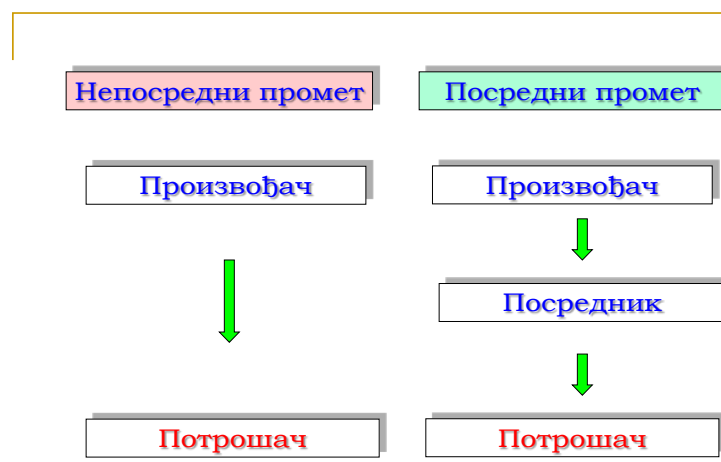 Непосредни промет
Посредни промет
Произвођач
Произвођач
Посредник
Потрошач
Потрошач